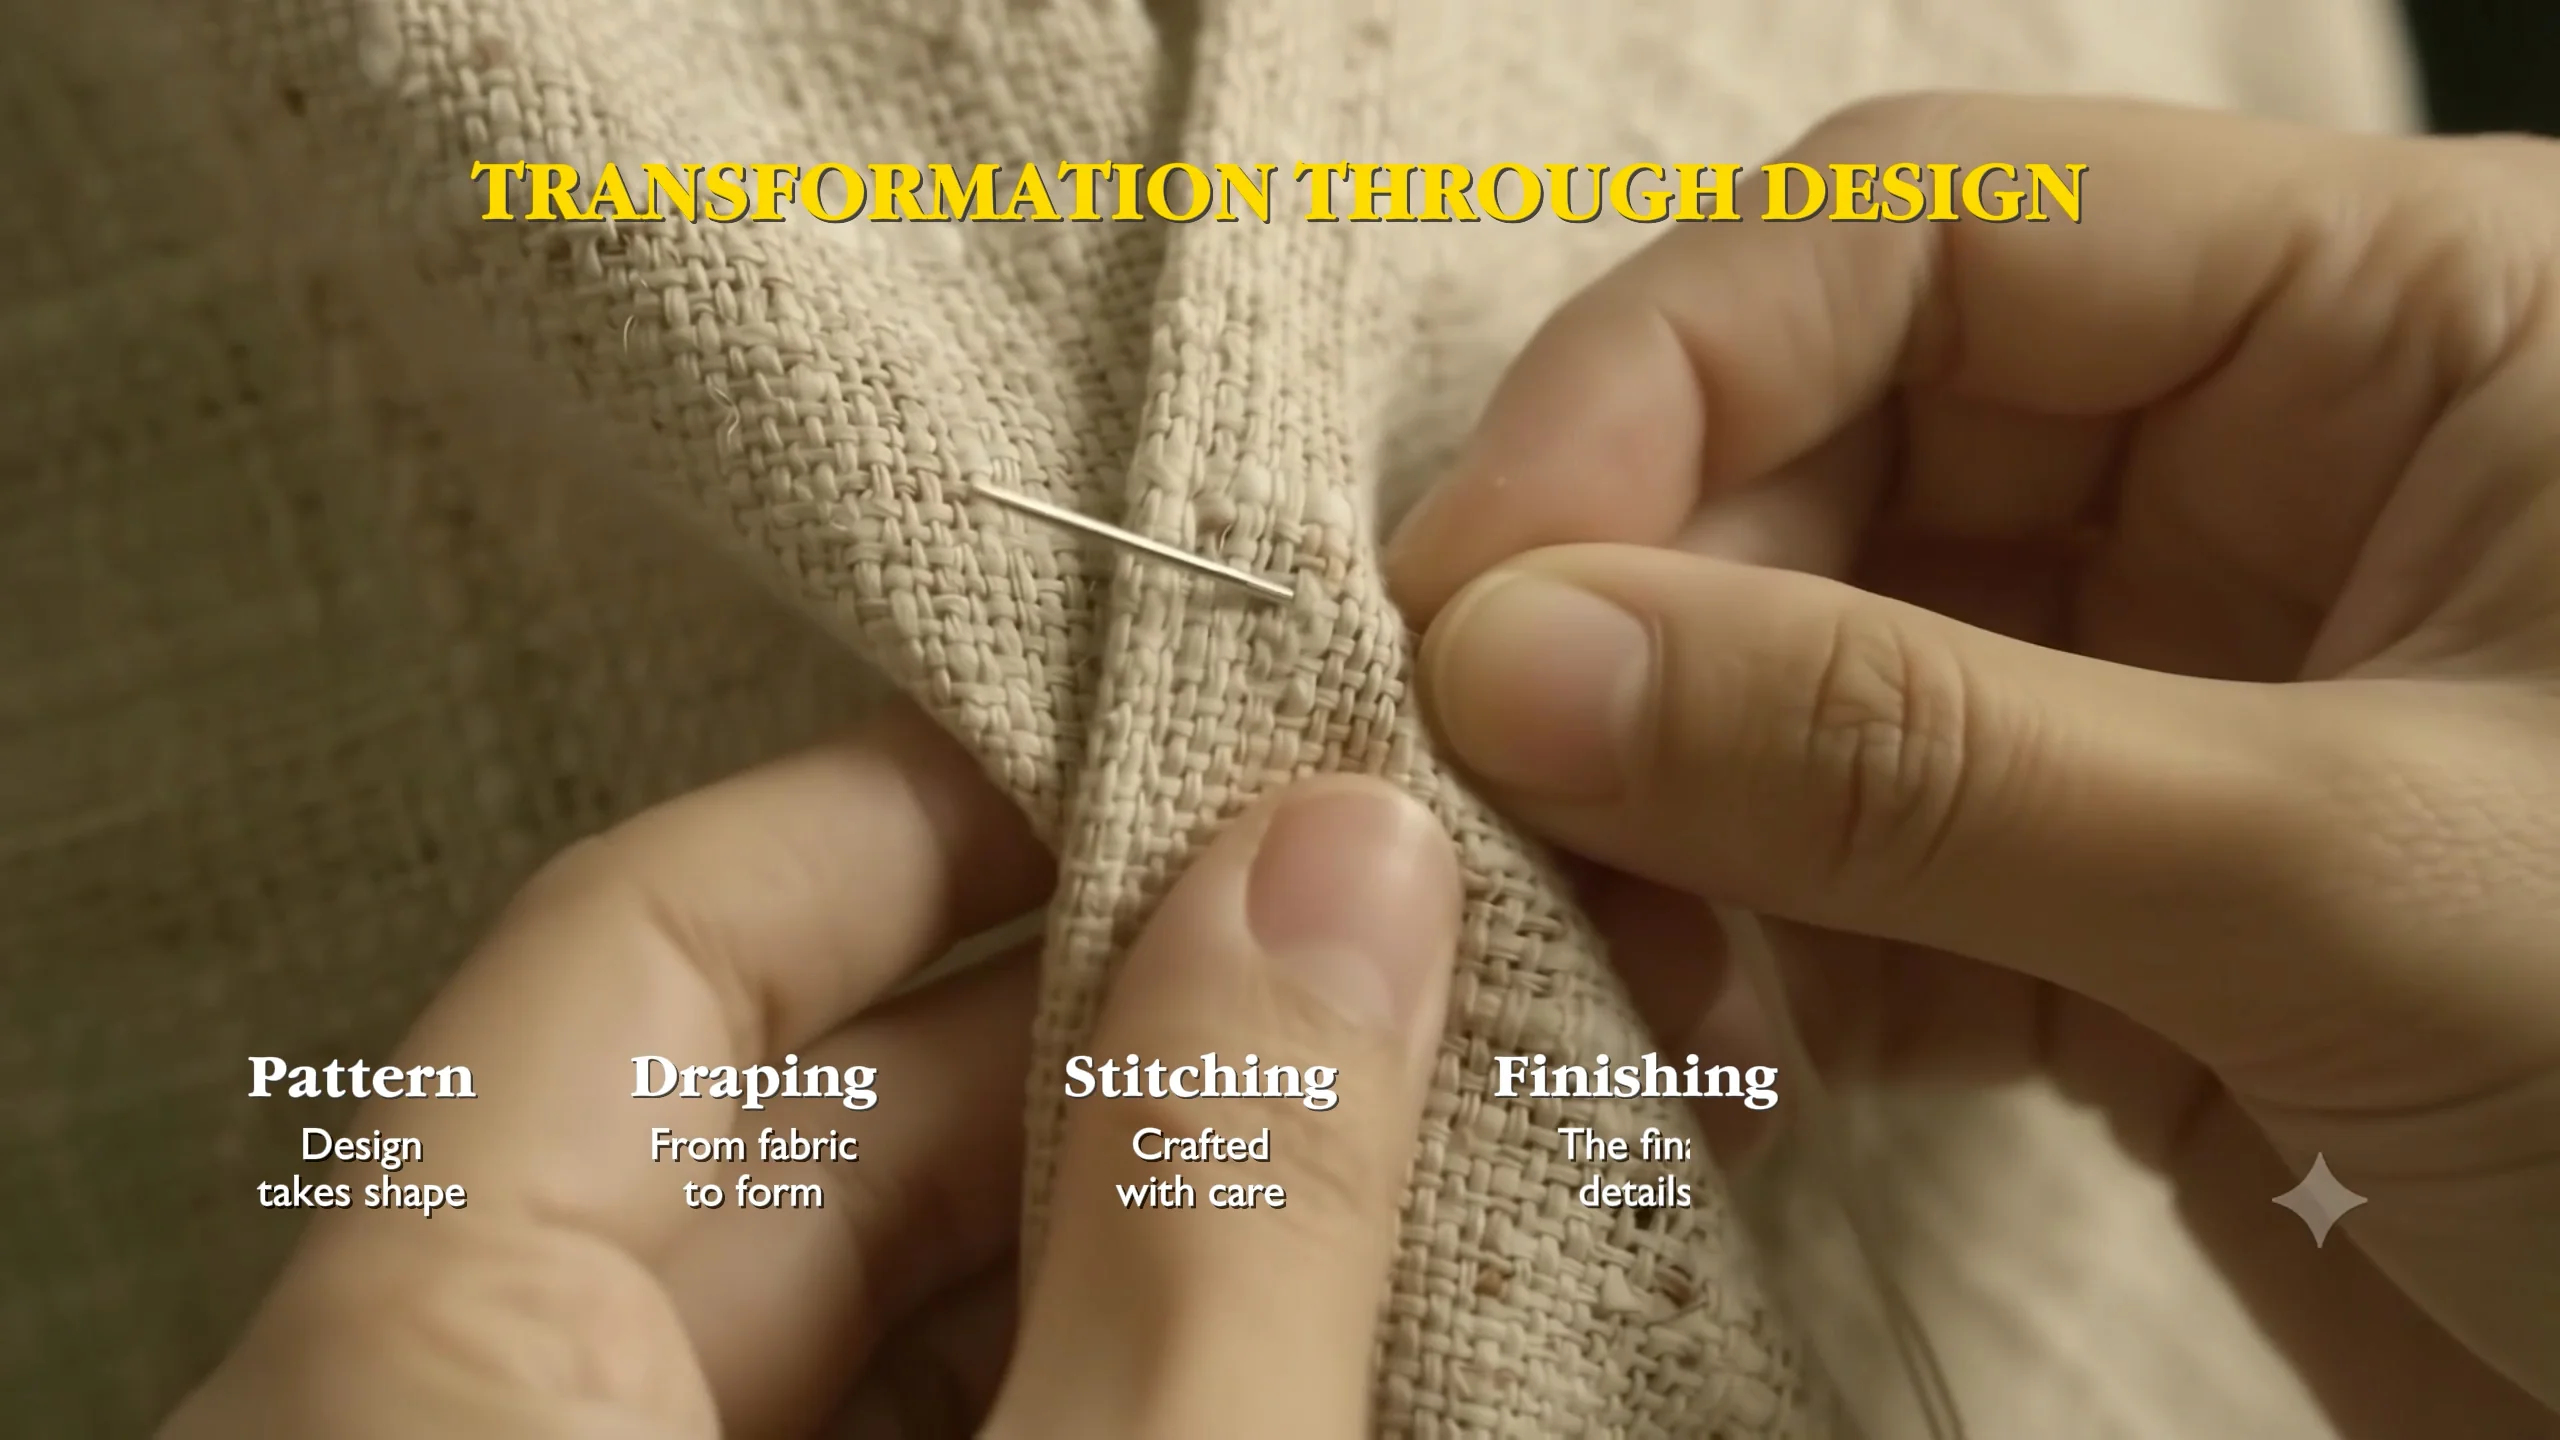 TRANSFORMATION THROUGH DESIGN
Pattern
Design
takes shape
Draping
From fabric
to form
Stitching
Crafted
with care
Finishing
The
details